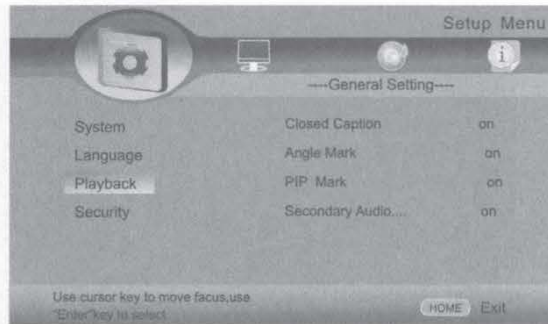 Setup Menu
----General Setting----
System
Language
Playback
Security
Closed Caption on
Angle Mark on
PIP Mark on
Secondary Audio.... on
Use cursor key to move facus,use
"Enter"key to select
HOME Exit